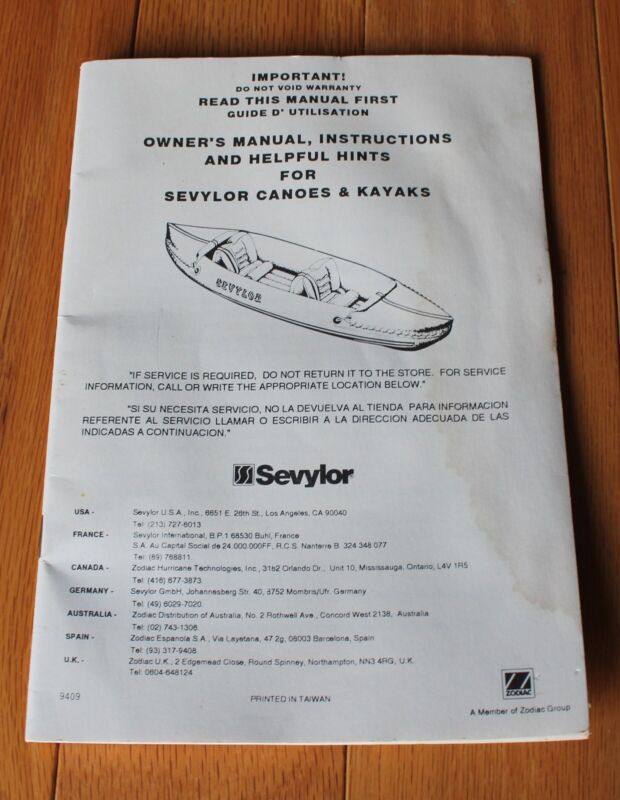 IMPORTANT!
DO NOT VOID WARRANTY
READ THIS MANUAL FIRST
GUIDE D' UTILISATION
OWNER'S MANUAL, INSTRUCTIONS
AND HELPFUL HINTS
FOR
SEVYLOR CANOES & KAYAKS
SEVYLOR
"IF SERVICE IS REQUIRED, DO NOT RETURN IT TO THE STORE. FOR SERVICE
INFORMATION, CALL OR WRITE THE APPROPRIATE LOCATION BELOW."
"SI SU NECESITA SERVICIO, NO LA DEVUELVA AL TIENDA PARA INFORMACION
REFERENTE AL SERVICIO LLAMAR O ESCRIBIR A LA DIRECCION ADECUADA DE LAS
INDICADAS A CONTINUACION."
Sevylor
USA - Sevylor U.S.A., Inc., 6651 E. 26th St., Los Angeles, CA 90040
Tel: (213) 727-6013
FRANCE - Sevylor International, B.P.1 68530 Buhl, France
S.A. Au Capital Social de 24.000.000FF, R.C.S. Nanterre B. 324 348 077
Tel: (89) 768811.
CANADA - Zodiac Hurricane Technologies, Inc., 3162 Orlando Dr., Unit 10, Mississauga, Ontario, L4V 1R5
Tel: (416) 677-3873.
GERMANY - Sevylor GmbH, Johannesberg Str. 40, 8752 Mombris/Ufr. Germany
Tel: (49) 6029-7020.
AUSTRALIA - Zodiac Distribution of Australia, No. 2 Rothwell Ave., Concord West 2138, Australia
Tel: (02) 743-1306.
SPAIN - Zodiac Espanola S.A., Via Layetana, 47 2g, 08003 Barcelona, Spain
Tel: (93) 317-9408.
U.K. - Zodiac U.K., 2 Edgemead Close, Round Spinney, Northampton, NN3 4RG, U.K.
Tel: 0604-648124
ZODIAC
9409 PRINTED IN TAIWAN A Member of Zodiac Group